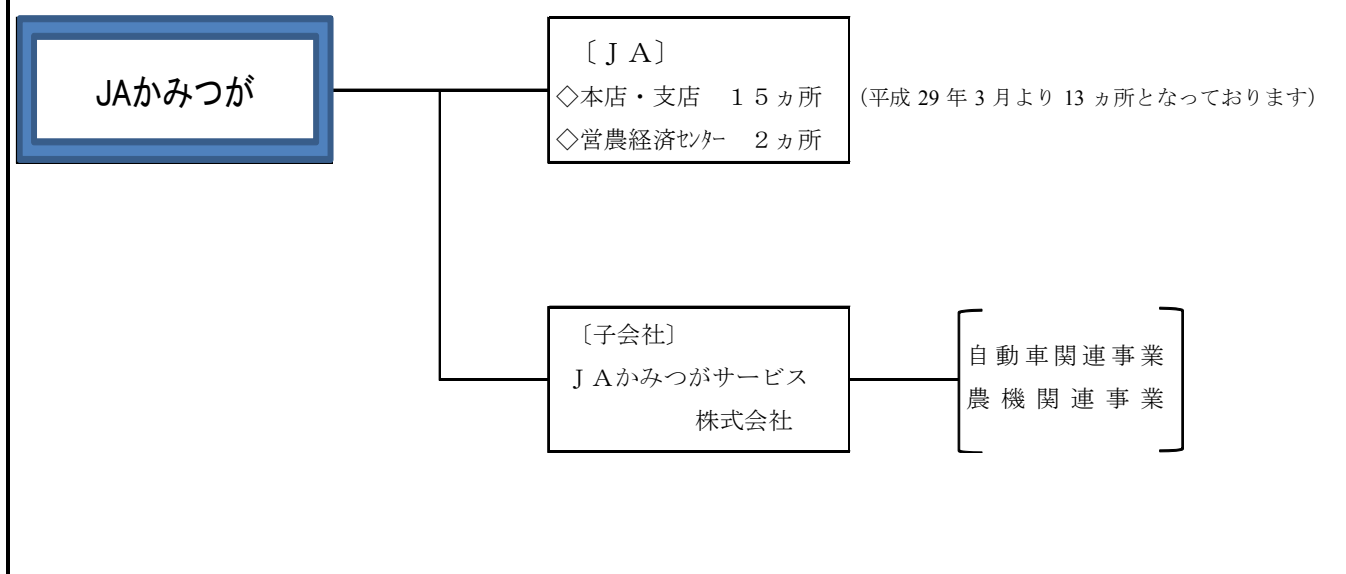 JAかみつが
〔ＪＡ〕
◇本店・支店　１５ヵ所
（平成 29 年 3 月より 13 ヵ所となっております）
◇営農経済ｾﾝﾀｰ　２ヵ所
〔子会社〕
ＪＡかみつがサービス
株式会社
自動車関連事業
農機関連事業